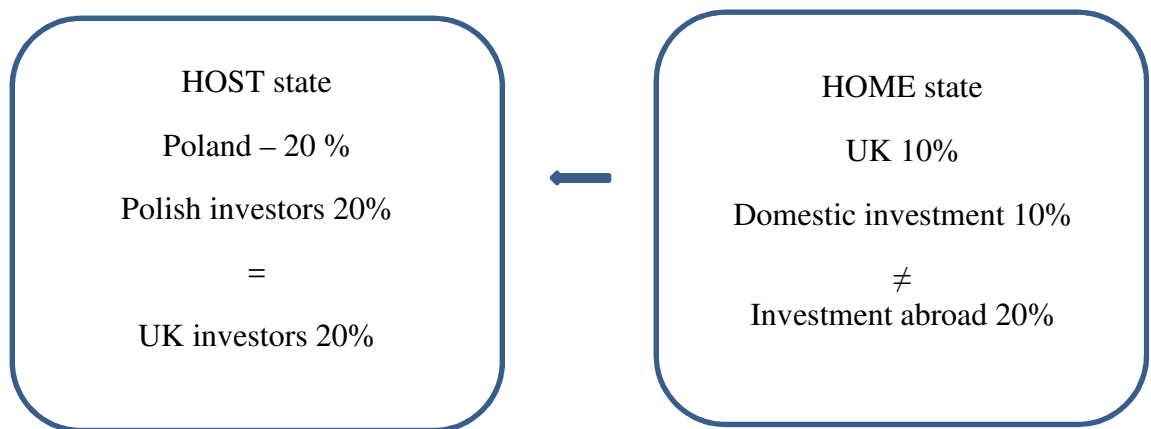 HOST state
Poland – 20 %
Polish investors 20%
=
UK investors 20%
HOME state
UK 10%
Domestic investment 10%
≠
Investment abroad 20%